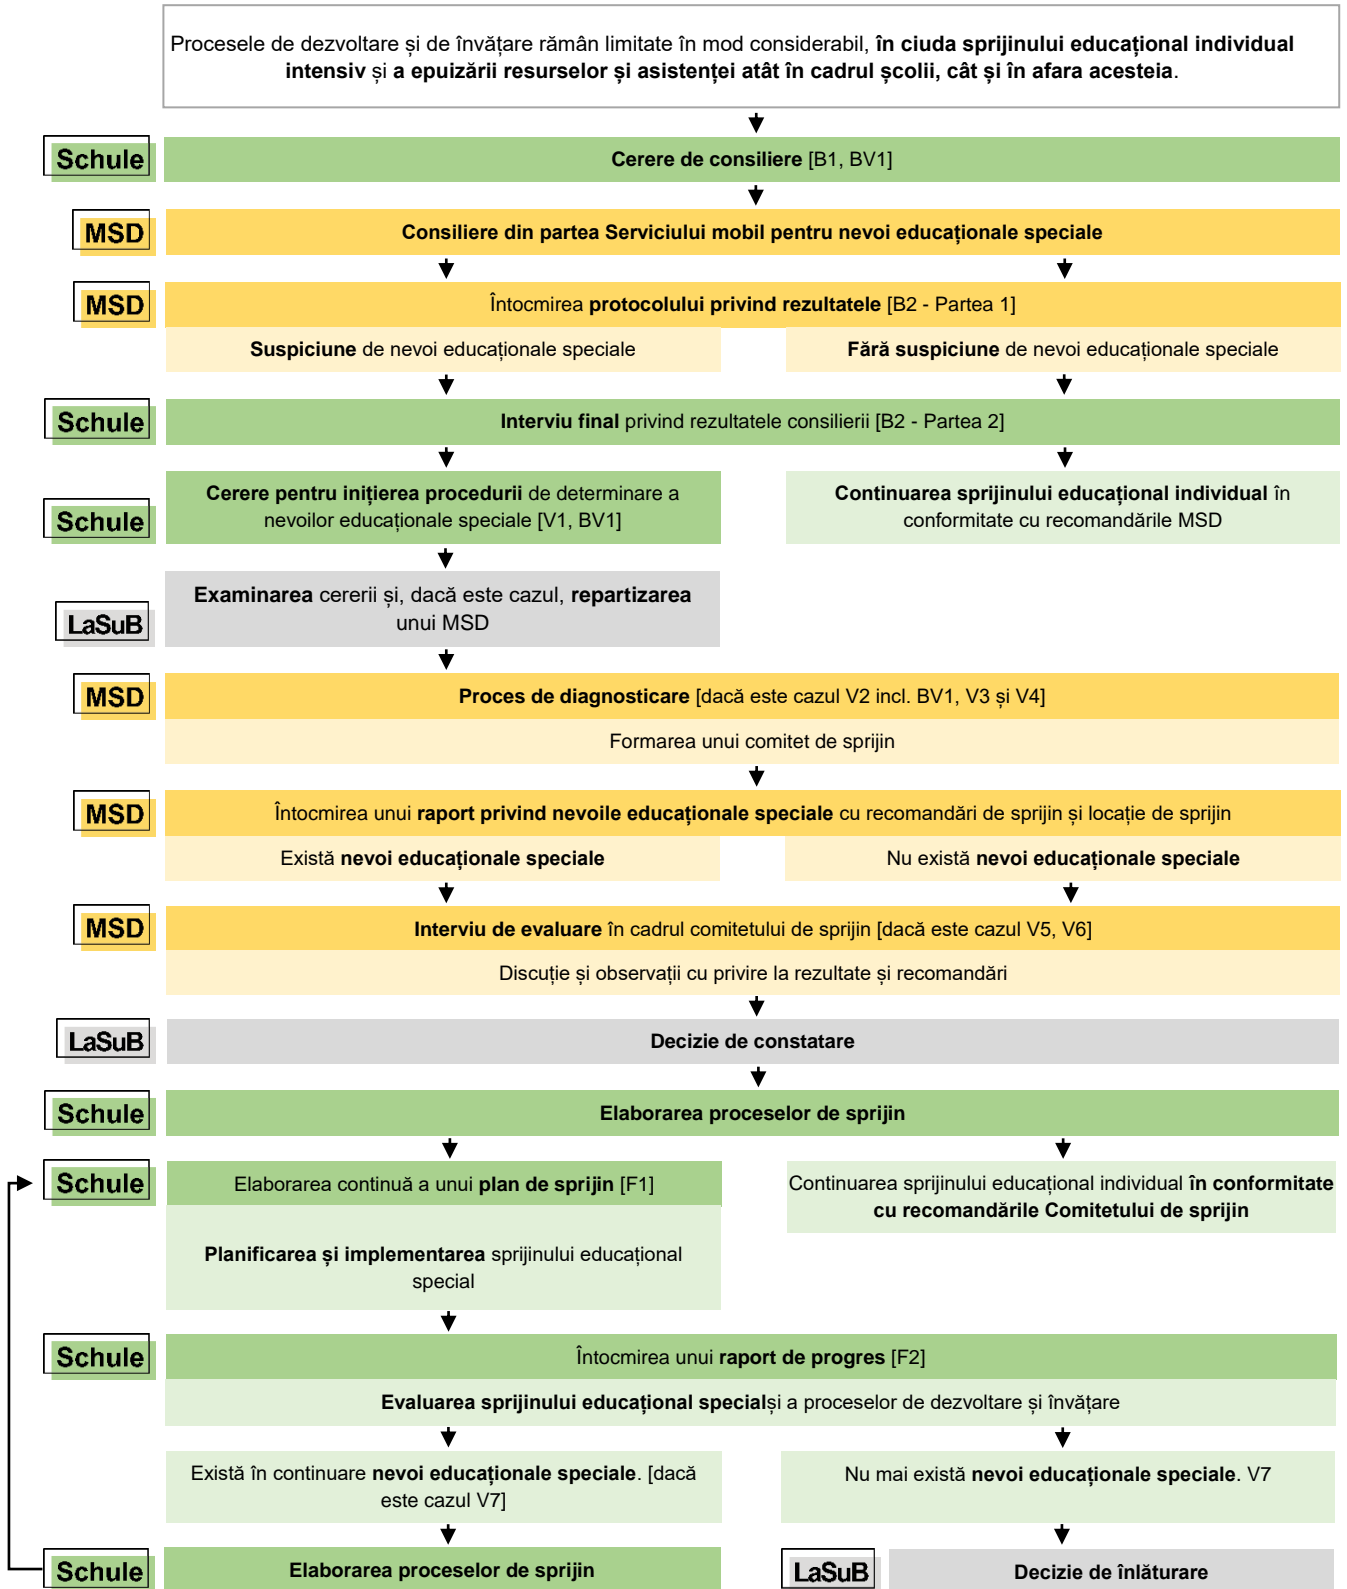 Procesele de dezvoltare și de învățare rămân limitate în mod considerabil, în ciuda sprijinului educațional individual
intensiv și a epuizării resurselor și asistenței atât în cadrul școlii, cât și în afara acesteia.
Schule
Cerere de consiliere [B1, BV1]
MSD
Consiliere din partea Serviciului mobil pentru nevoi educaționale speciale
MSD
Întocmirea protocolului privind rezultatele [B2 - Partea 1]
Suspiciune de nevoi educaționale speciale
Fără suspiciune de nevoi educaționale speciale
Schule
Interviu final privind rezultatele consilierii [B2 - Partea 2]
Schule
Cerere pentru inițierea procedurii de determinare a
nevoilor educaționale speciale [V1, BV1]
Continuarea sprijinului educațional individual în
conformitate cu recomandările MSD
LaSuB
Examinarea cererii și, dacă este cazul, repartizarea
unui MSD
MSD
Proces de diagnosticare [dacă este cazul V2 incl. BV1, V3 și V4]
Formarea unui comitet de sprijin
MSD
Întocmirea unui raport privind nevoile educaționale speciale cu recomandări de sprijin și locație de sprijin
Există nevoi educaționale speciale
Nu există nevoi educaționale speciale
MSD
Interviu de evaluare în cadrul comitetului de sprijin [dacă este cazul V5, V6]
Discuție și observații cu privire la rezultate și recomandări
LaSuB
Decizie de constatare
Schule
Elaborarea proceselor de sprijin
Schule
Elaborarea continuă a unui plan de sprijin [F1]
Continuarea sprijinului educațional individual în conformitate
cu recomandările Comitetului de sprijin
Planificarea și implementarea sprijinului educațional
special
Schule
Întocmirea unui raport de progres [F2]
Evaluarea sprijinului educațional specialși a proceselor de dezvoltare și învățare
Există în continuare nevoi educaționale speciale. [dacă
este cazul V7]
Nu mai există nevoi educaționale speciale. V7
Schule
Elaborarea proceselor de sprijin
LaSuB
Decizie de înlăturare